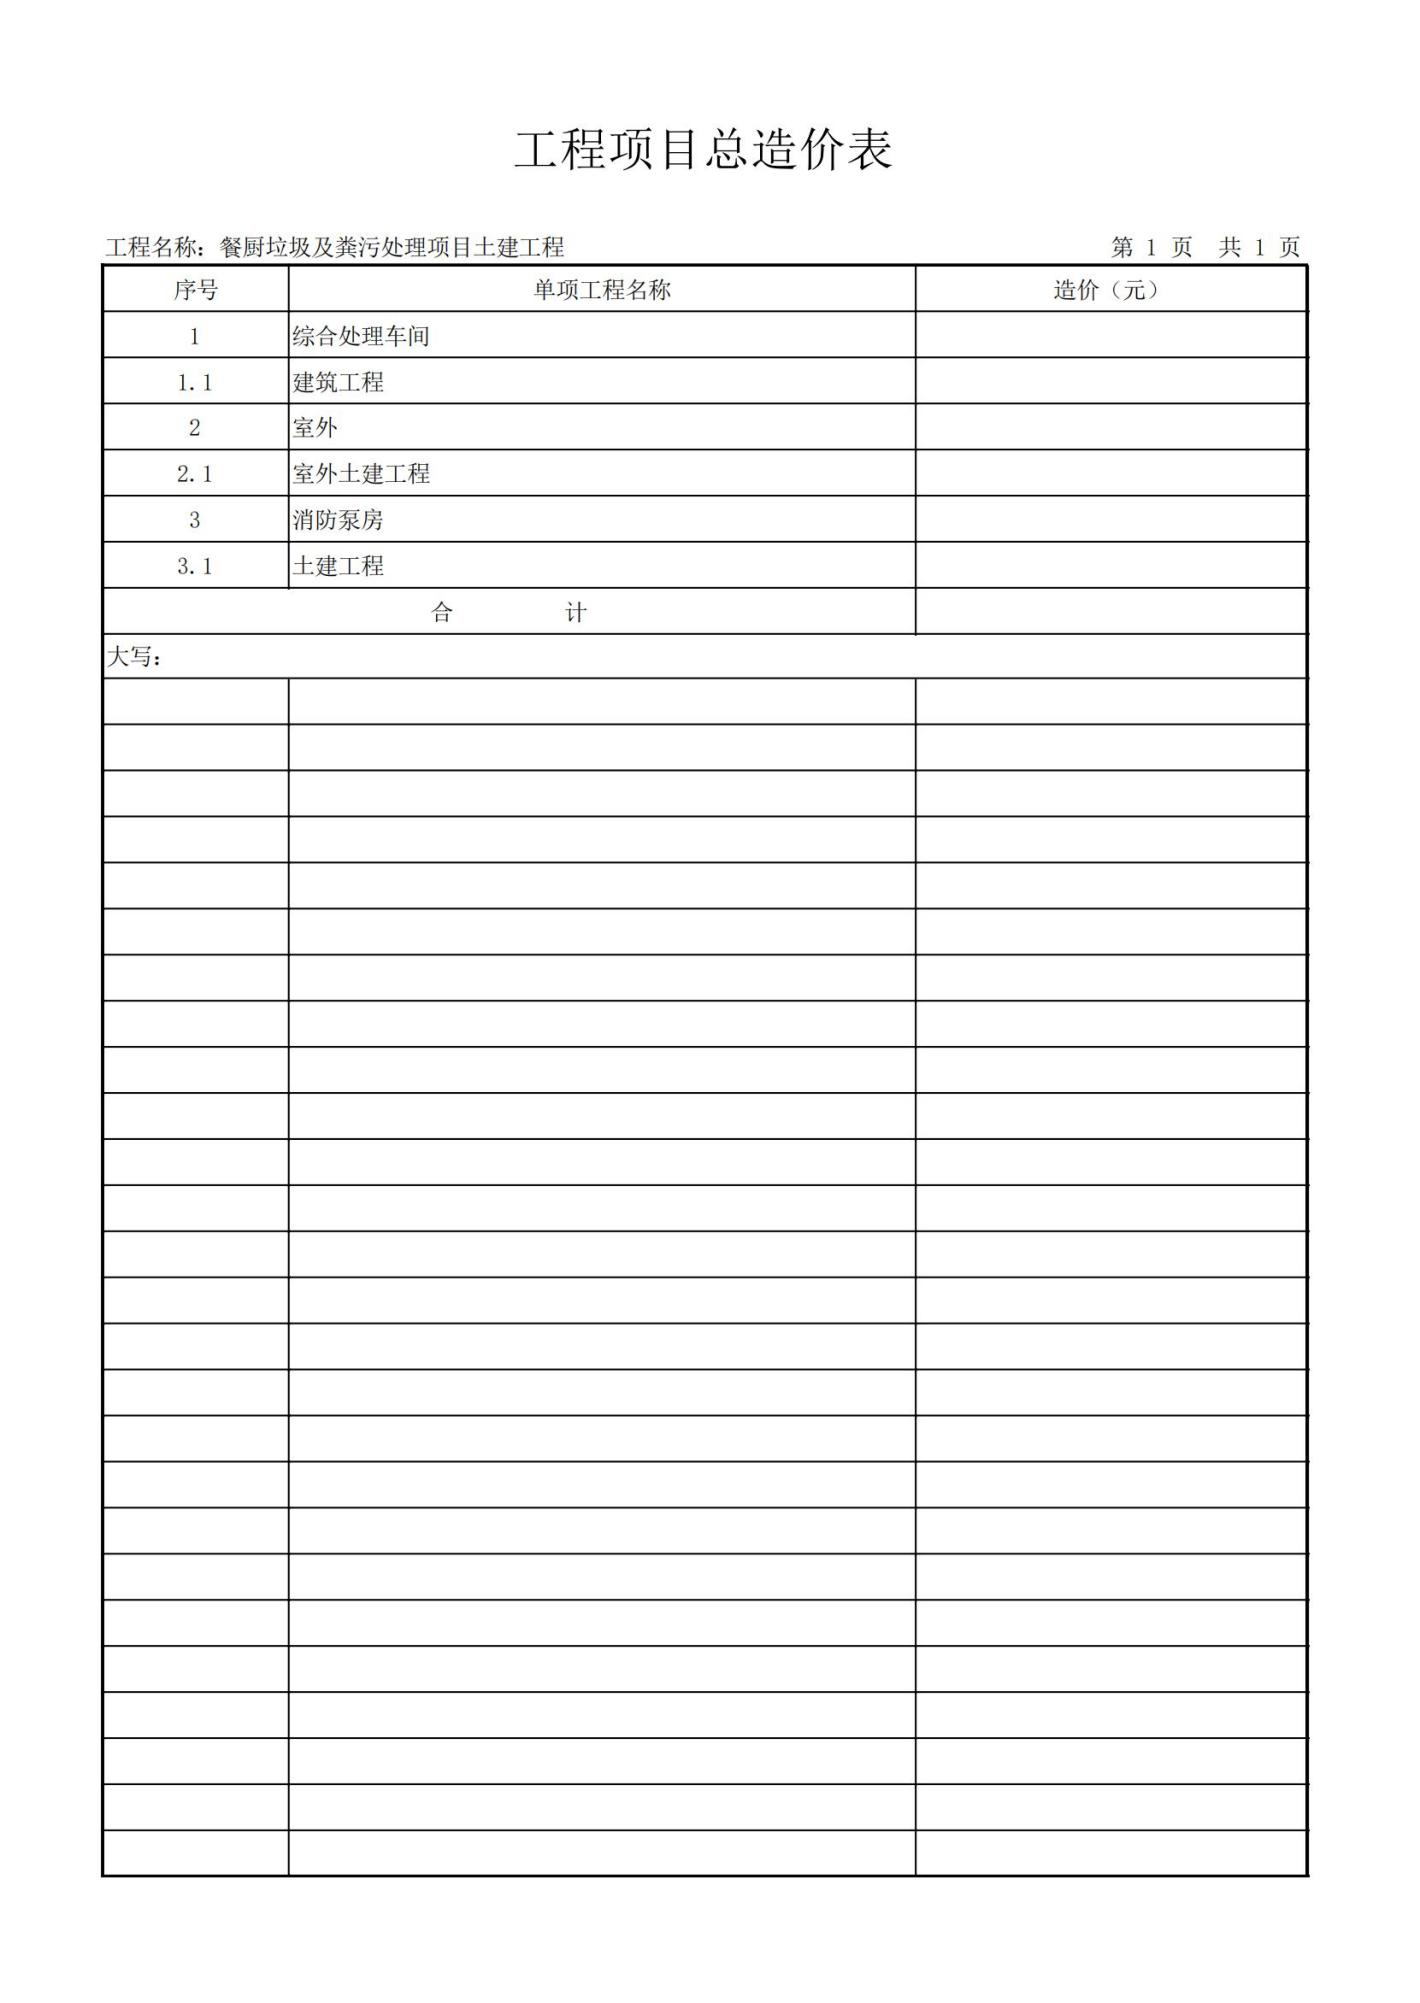 工程项目总造价表
工程名称：餐厨垃圾及粪污处理项目土建工程 第 1 页 共 1 页
序号 单项工程名称 造价（元）
1 综合处理车间
1.1 建筑工程
2 室外
2.1 室外土建工程
3 消防泵房
3.1 土建工程
合 计
大写：